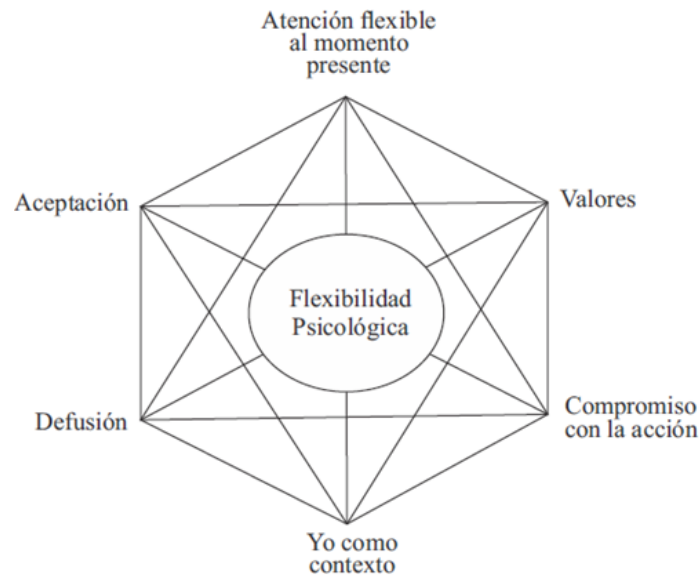 Atención flexible
al momento
presente
Aceptación
Valores
Flexibilidad
Psicológica
Defusión
Compromiso
con la acción
Yo como
contexto